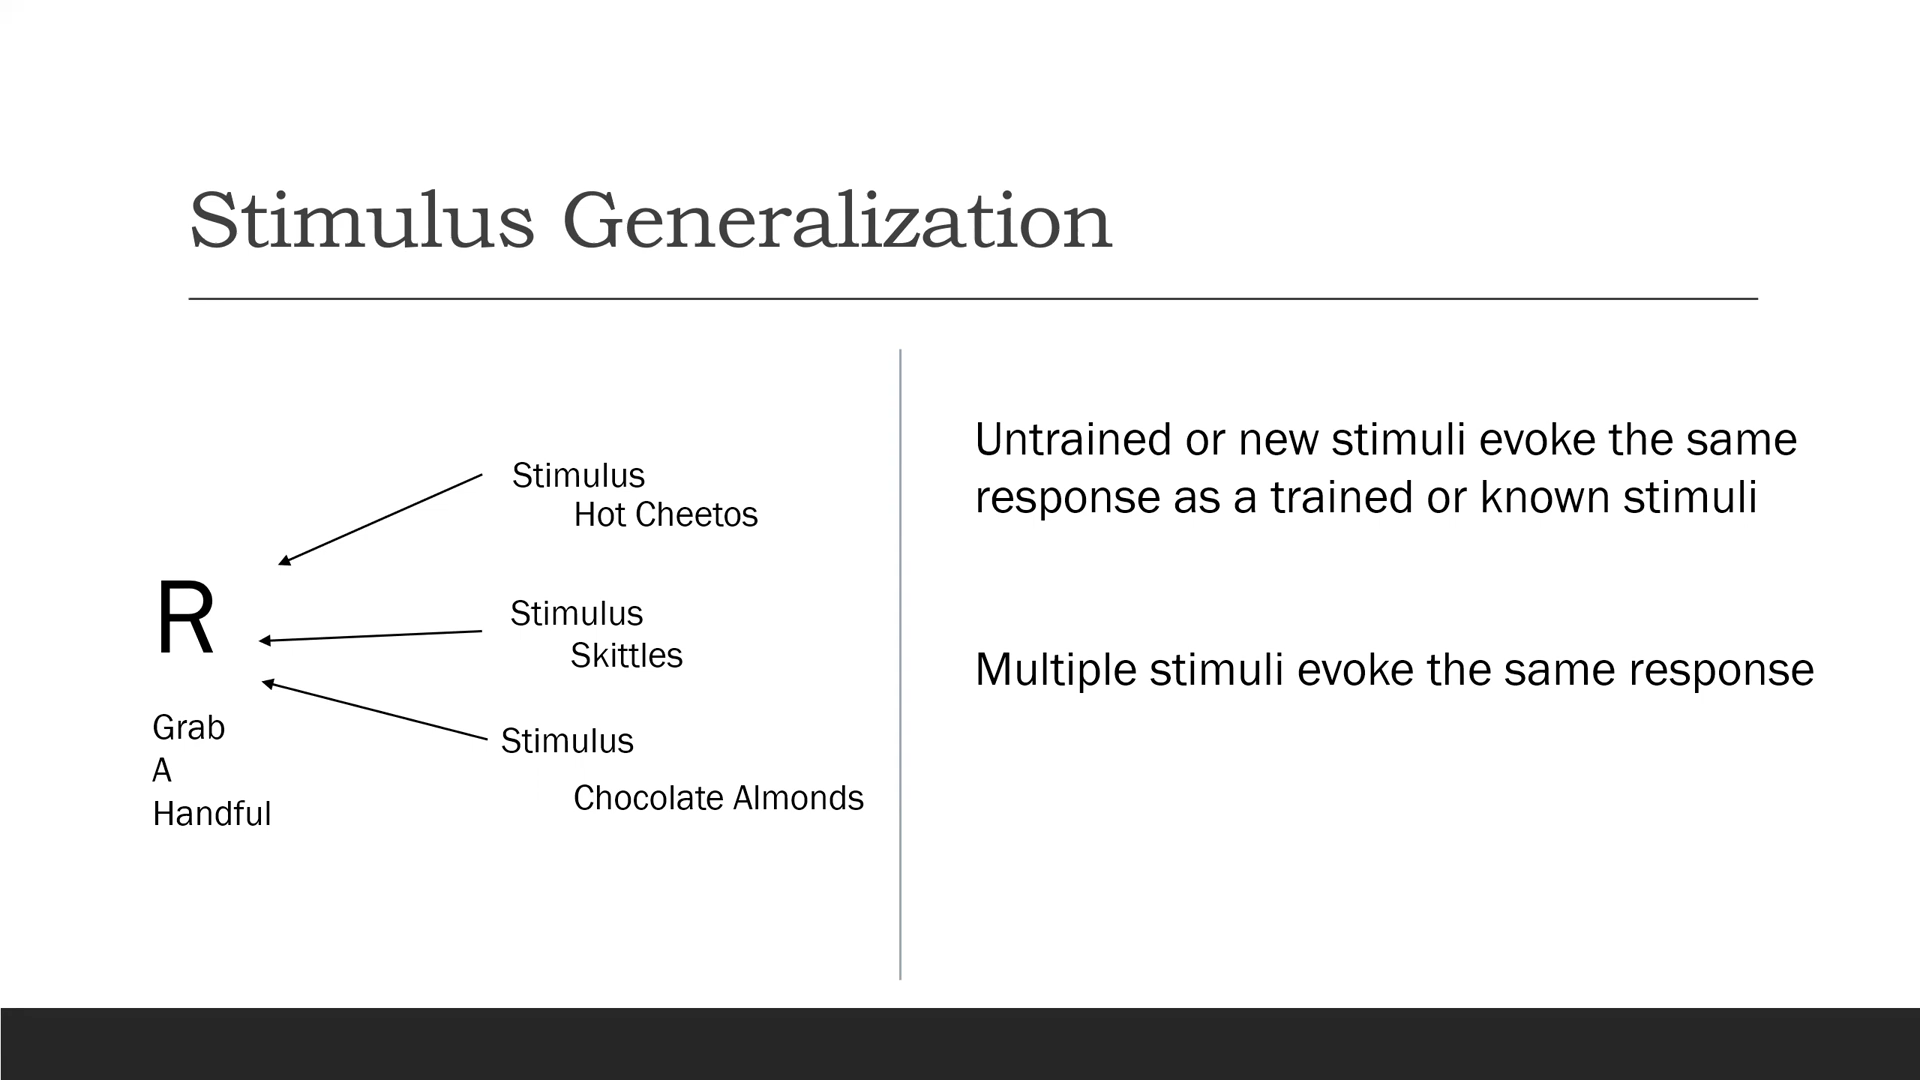 Stimulus Generalization
Stimulus
Hot Cheetos
R
Stimulus
Skittles
Grab
A
Handful
Stimulus
Chocolate Almonds
Untrained or new stimuli evoke the same
response as a trained or known stimuli
Multiple stimuli evoke the same response